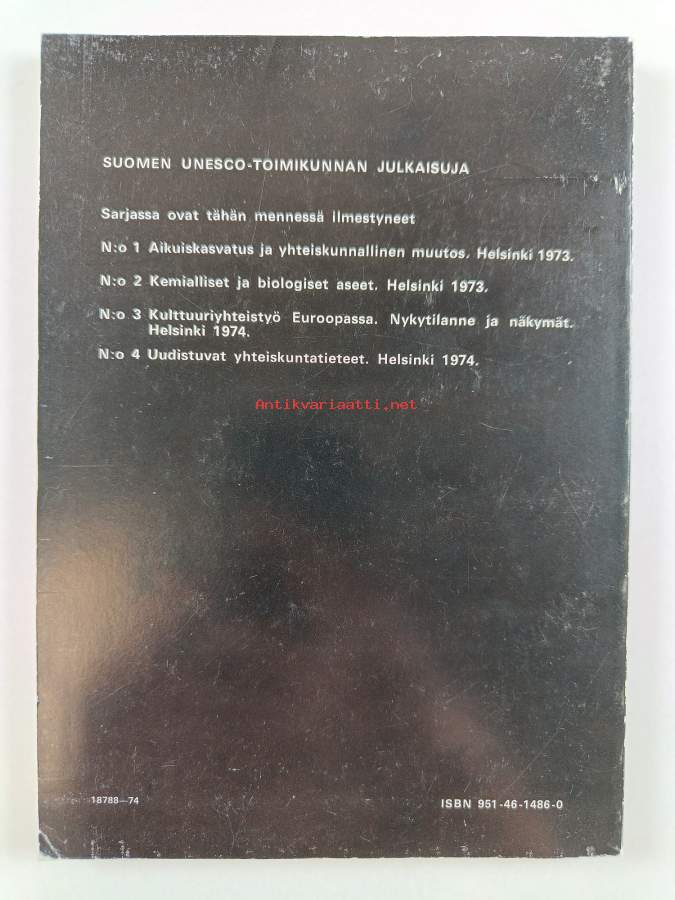 SUOMEN UNESCO-TOIMIKUNNAN JULKAISUJA
Sarjassa ovat tähän mennessä ilmestyneet
N:o 1 Aikuiskasvatus ja yhteiskunnallinen muutos. Helsinki 1973.
N:o 2 Kemialliset ja biologiset aseet. Helsinki 1973.
N:o 3 Kulttuuriyhteistyö Euroopassa. Nykytilanne ja näkymät.
Helsinki 1974.
N:o 4 Uudistuvat yhteiskuntatieteet. Helsinki 1974.
Antikvariaatti.net
18788—74
ISBN 951-46-1486-0